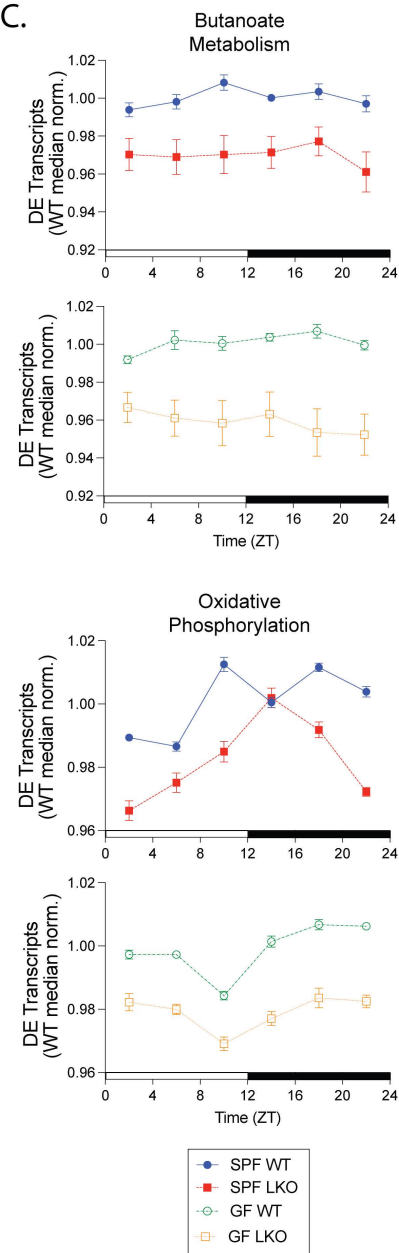 C.
Butanoate
Metabolism
DE Transcripts
(WT median norm.)
1.02
1.00
0.98
0.96
0.94
0.92
0 4 8 12 16 20 24
DE Transcripts
(WT median norm.)
1.02
1.00
0.98
0.96
0.94
0.92
0 4 8 12 16 20 24
Time (ZT)
Oxidative
Phosphorylation
DE Transcripts
(WT median norm.)
1.02
1.00
0.98
0.96
0 4 8 12 16 20 24
DE Transcripts
(WT median norm.)
1.02
1.00
0.98
0.96
0 4 8 12 16 20 24
Time (ZT)
SPF WT
SPF LKO
GF WT
GF LKO